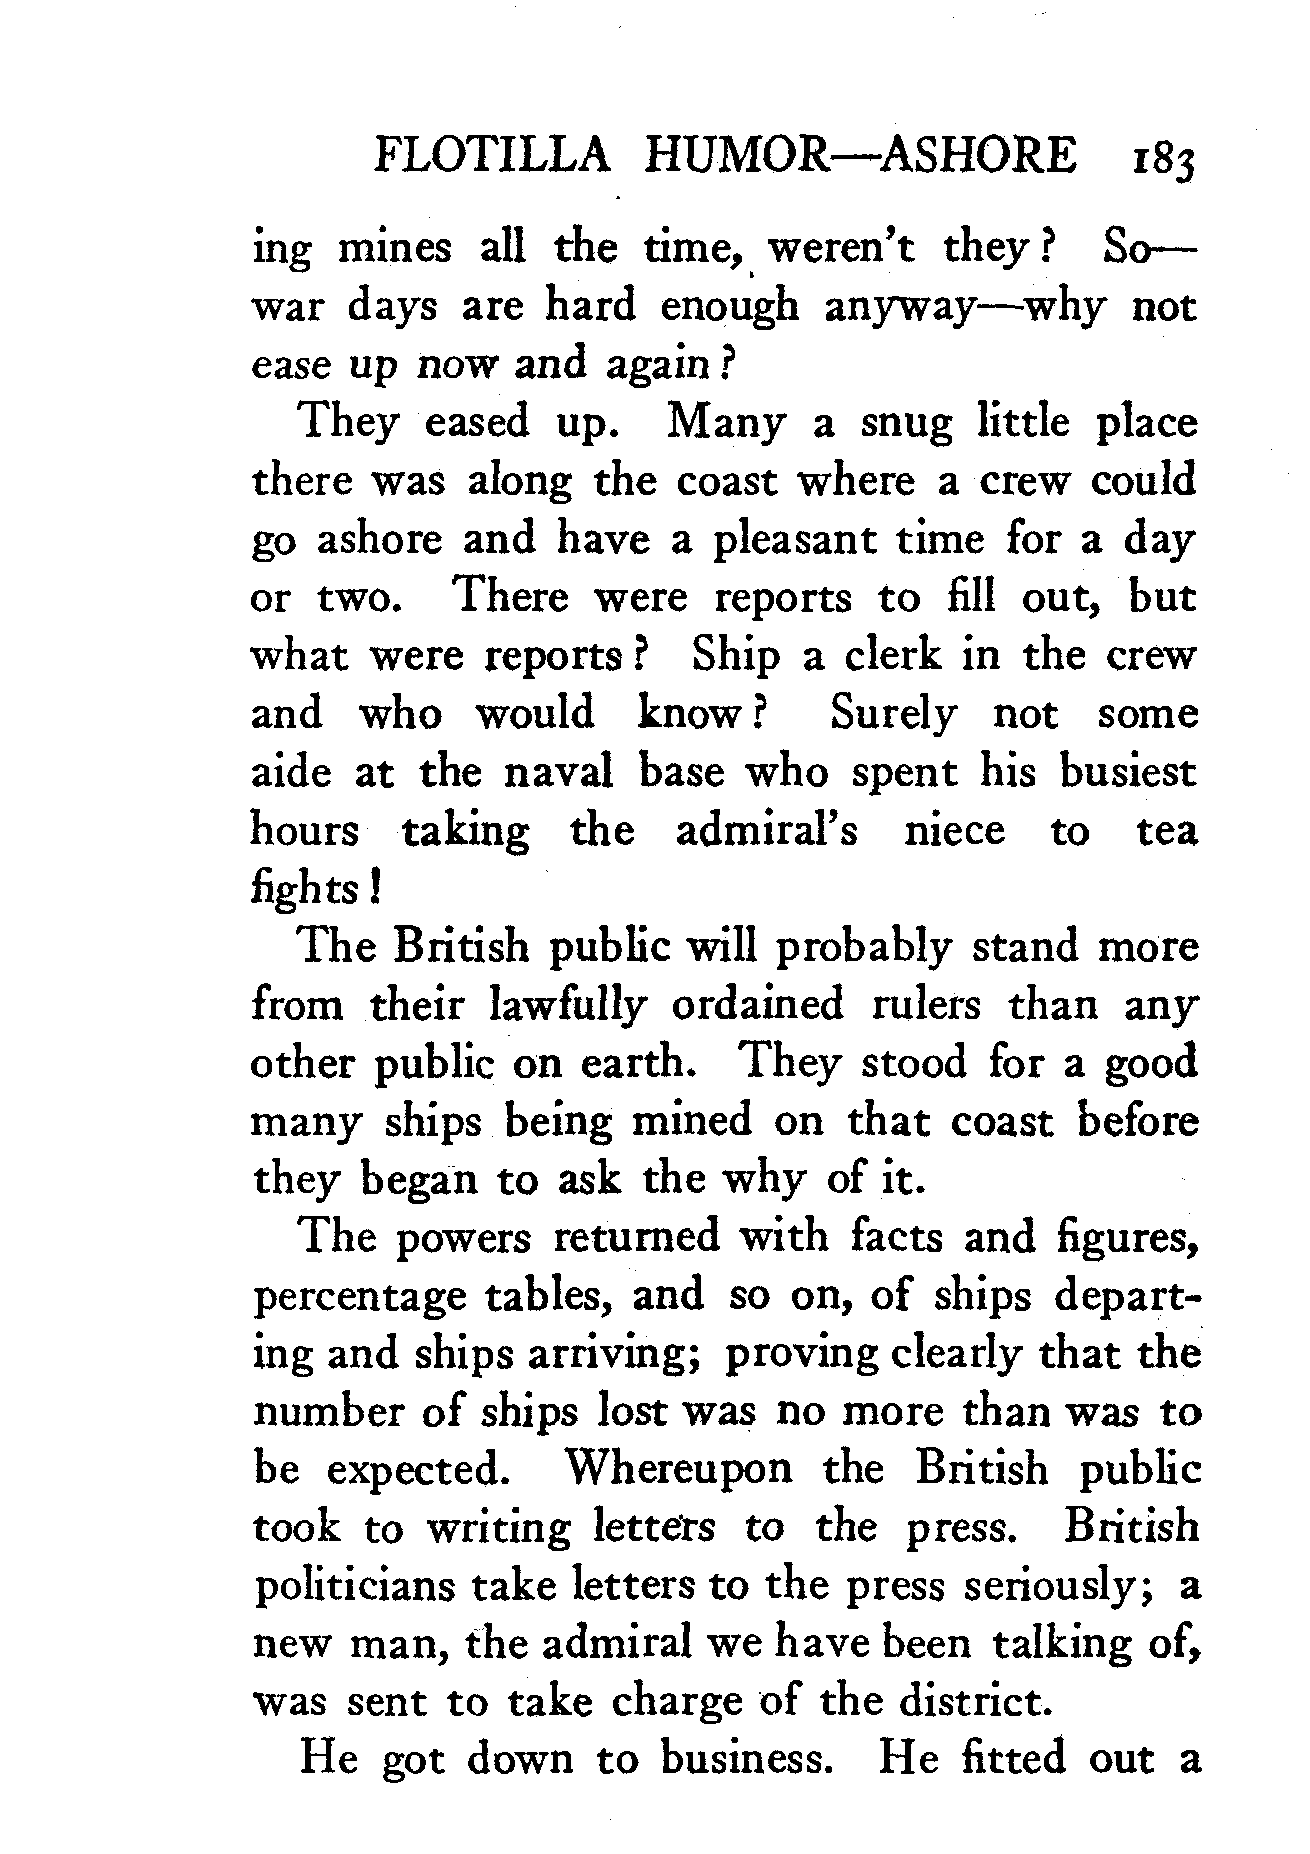 FLOTILLA HUMOR—ASHORE 183
ing mines all the time, weren't they? So—
war days are hard enough anyway—why not
ease up now and again?
They eased up. Many a snug little place
there was along the coast where a crew could
go ashore and have a pleasant time for a day
or two. There were reports to fill out, but
what were reports? Ship a clerk in the crew
and who would know? Surely not some
aide at the naval base who spent his busiest
hours taking the admiral's niece to tea
fights!
The British public will probably stand more
from their lawfully ordained rulers than any
other public on earth. They stood for a good
many ships being mined on that coast before
they began to ask the why of it.
The powers returned with facts and figures,
percentage tables, and so on, of ships depart-
ing and ships arriving; proving clearly that the
number of ships lost was no more than was to
be expected. Whereupon the British public
took to writing letters to the press. British
politicians take letters to the press seriously; a
new man, the admiral we have been talking of,
was sent to take charge of the district.
He got down to business. He fitted out a